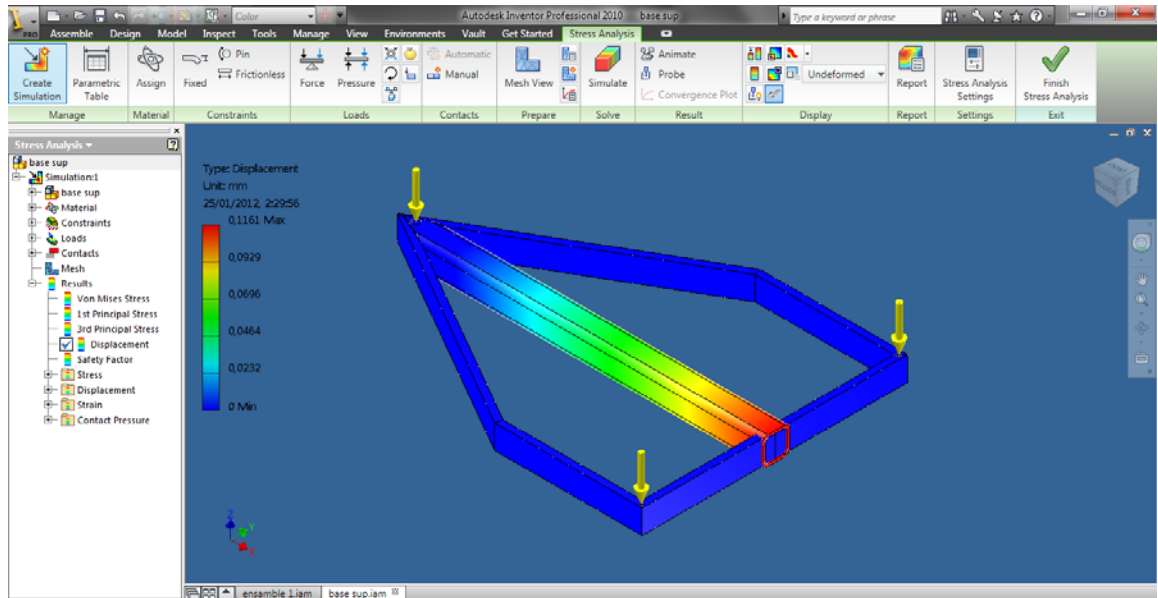 PRO
Color
Autodesk Inventor Professional 2010 base sup
Type a keyword or phrase
Assemble Design Model Inspect Tools Manage View Environments Vault Get Started Stress Analysis
Create Simulation
Parametric Table
Assign
Fixed
Pin
Frictionless
Force
Pressure
Automatic
Manual
Mesh View
Simulate
Animate
Probe
Convergence Plot
Undeformed
Report
Stress Analysis Settings
Finish Stress Analysis
Manage Material Constraints Loads Contacts Prepare Solve Result Display Report Settings Exit
Stress Analysis
base sup
Simulation:1
base sup
Material
Constraints
Loads
Contacts
Mesh
Results
Von Mises Stress
1st Principal Stress
3rd Principal Stress
Displacement
Safety Factor
Stress
Displacement
Strain
Contact Pressure
Type: Displacement
Unit: mm
25/01/2012, 2:29:56
0,1161 Max
0,0929
0,0696
0,0464
0,0232
0 Min
Z
Y
X
ensamble 1.iam base sup.iam